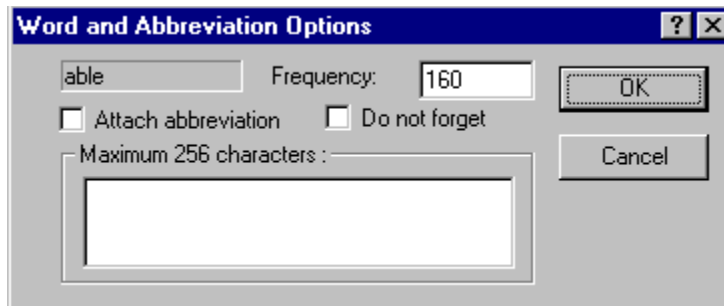 Word and Abbreviation Options ? X
able Frequency: 160 OK
Attach abbreviation Do not forget
Maximum 256 characters : Cancel